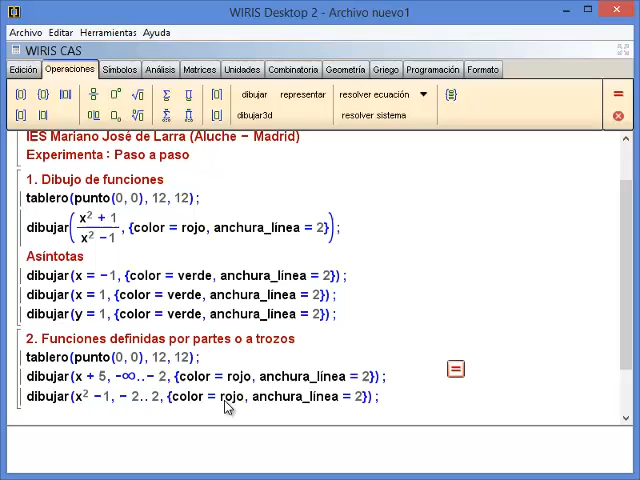 WIRIS Desktop 2 - Archivo nuevo1
Archivo Editar Herramientas Ayuda
WIRIS CAS
Edición Operaciones Símbolos Análisis Matrices Unidades Combinatoria Geometría Griego Programación Formato
dibujar representar resolver ecuación
dibujar3d resolver sistema
IES Mariano José de Larra (Aluche − Madrid)
Experimenta : Paso a paso
1. Dibujo de funciones
tablero(punto(0, 0), 12, 12) ;
dibujar( (x² + 1)/(x² −1) , {color = rojo, anchura_línea = 2}) ;
Asíntotas
dibujar(x = −1, {color = verde, anchura_línea = 2}) ;
dibujar(x = 1, {color = verde, anchura_línea = 2}) ;
dibujar(y = 1, {color = verde, anchura_línea = 2}) ;
2. Funciones definidas por partes o a trozos
tablero(punto(0, 0), 12, 12) ;
dibujar(x + 5, -∞..− 2, {color = rojo, anchura_línea = 2}) ;
dibujar(x² −1, − 2.. 2, {color = rojo, anchura_línea = 2}) ;